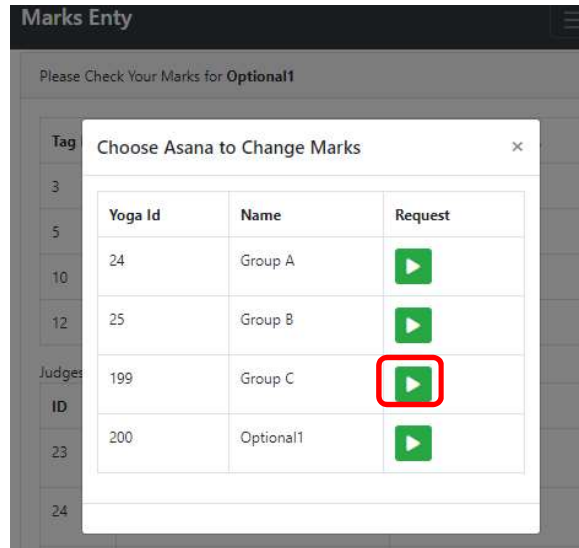 Marks Enty
Please Check Your Marks for Optional1
Tag
Choose Asana to Change Marks ×
3
Yoga Id Name Request
5
24 Group A
10
25 Group B
12
Judges
199 Group C
ID
200 Optional1
23
24